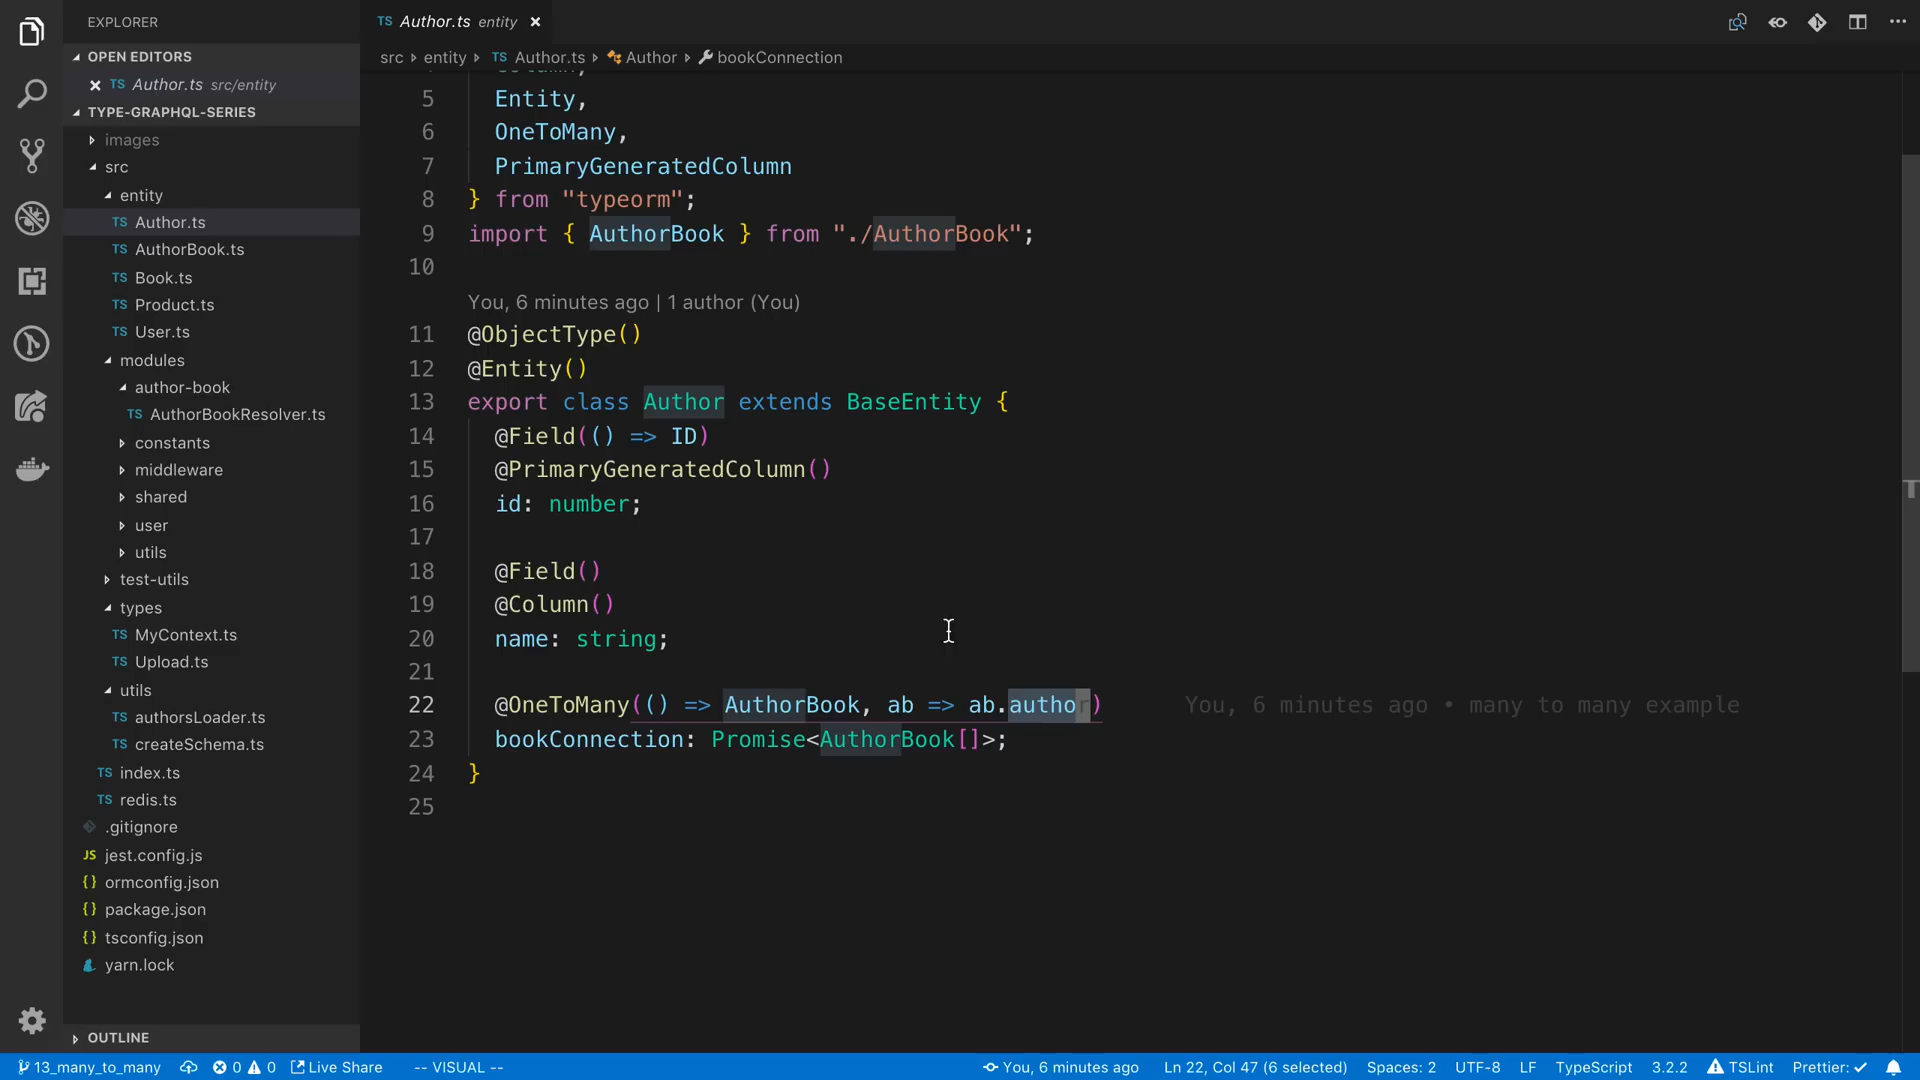 EXPLORER
OPEN EDITORS
TS Author.ts src/entity
TYPE-GRAPHQL-SERIES
images
src
entity
TS Author.ts
TS AuthorBook.ts
TS Book.ts
TS Product.ts
TS User.ts
modules
author-book
TS AuthorBookResolver.ts
constants
middleware
shared
user
utils
test-utils
types
TS MyContext.ts
TS Upload.ts
utils
TS authorsLoader.ts
TS createSchema.ts
TS index.ts
TS redis.ts
.gitignore
JS jest.config.js
{} ormconfig.json
{} package.json
{} tsconfig.json
yarn.lock
OUTLINE
TS Author.ts entity
src entity TS Author.ts Author bookConnection
5 Entity,
6 OneToMany,
7 PrimaryGeneratedColumn
8 } from "typeorm";
9 import { AuthorBook } from "./AuthorBook";
10
You, 6 minutes ago | 1 author (You)
11 @ObjectType()
12 @Entity()
13 export class Author extends BaseEntity {
14 @Field(() => ID)
15 @PrimaryGeneratedColumn()
16 id: number;
17
18 @Field()
19 @Column()
20 name: string;
21
22 @OneToMany(() => AuthorBook, ab => ab.author) You, 6 minutes ago • many to many example
23 bookConnection: Promise<AuthorBook[]>;
24 }
25
13_many_to_many 0 0 Live Share -- VISUAL -- You, 6 minutes ago Ln 22, Col 47 (6 selected) Spaces: 2 UTF-8 LF TypeScript 3.2.2 TSLint Prettier: ✓